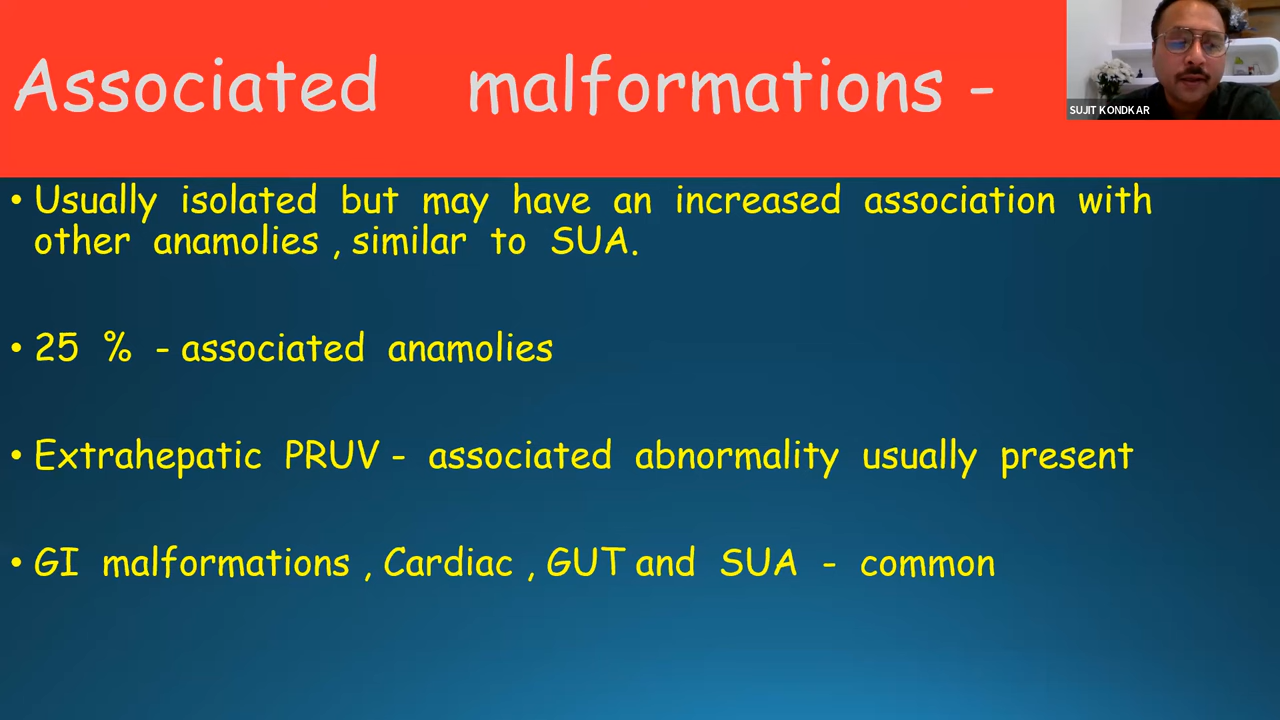 Associated malformations -
SUJIT KONDKAR
• Usually isolated but may have an increased association with
other anamolies , similar to SUA.
• 25 % - associated anamolies
• Extrahepatic PRUV - associated abnormality usually present
• GI malformations , Cardiac , GUT and SUA - common